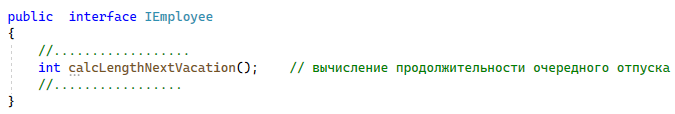 public  interface IEmployee
{
//..................
int calcLengthNextVacation();    // вычисление продолжительности очередного отпуска
//.................
}